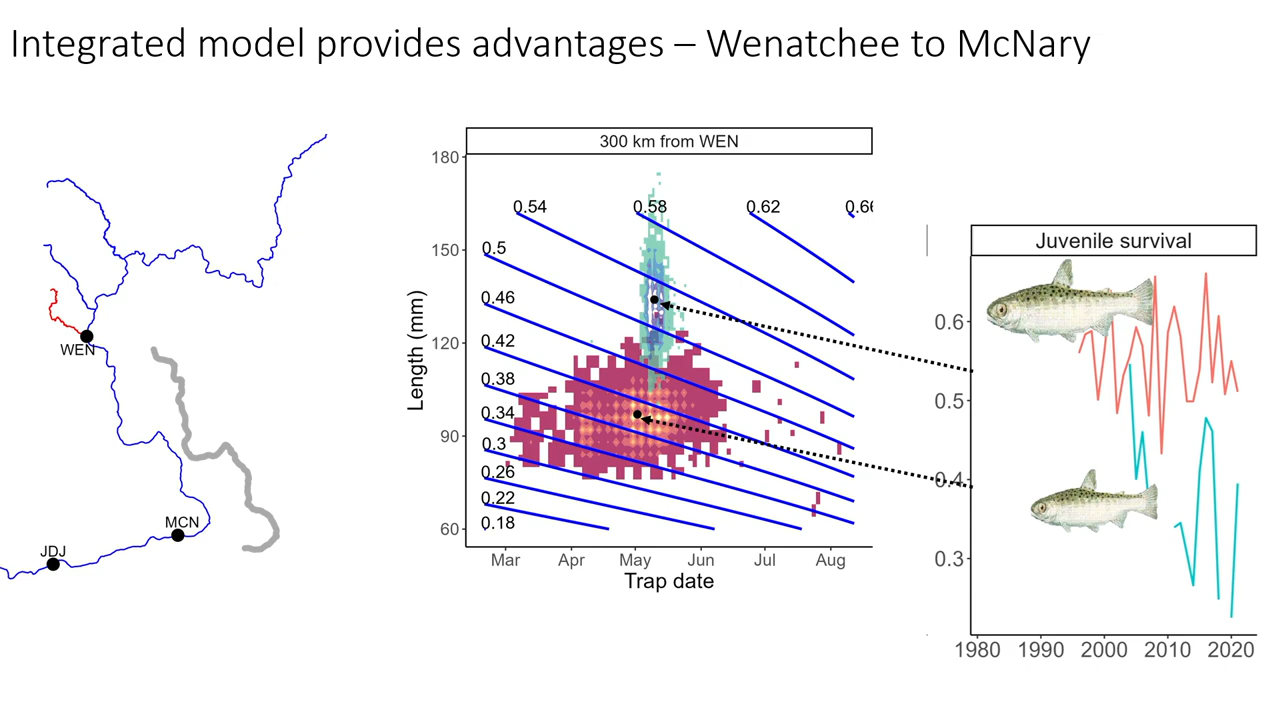 Integrated model provides advantages – Wenatchee to McNary
WEN
MCN
JDJ
300 km from WEN
Length (mm)
180
150
120
90
60
0.54
0.58
0.62
0.5
0.46
0.42
0.38
0.34
0.3
0.26
0.22
0.18
Mar Apr May Jun Jul Aug
Trap date
Juvenile survival
0.6
0.5
0.4
0.3
1980 1990 2000 2010 2020